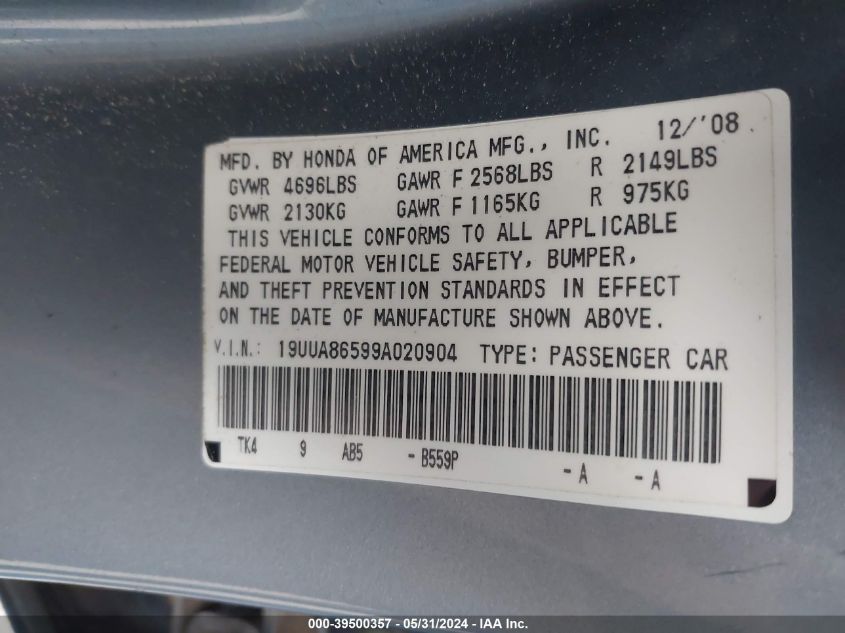 MFD. BY HONDA OF AMERICA MFG., INC. 12/'08
GVWR 4696LBS GAWR F 2568LBS R 2149LBS
GVWR 2130KG GAWR F 1165KG R 975KG
THIS VEHICLE CONFORMS TO ALL APPLICABLE
FEDERAL MOTOR VEHICLE SAFETY, BUMPER,
AND THEFT PREVENTION STANDARDS IN EFFECT
ON THE DATE OF MANUFACTURE SHOWN ABOVE.
V.I.N.: 19UUA86599A020904 TYPE: PASSENGER CAR
TK4 9 AB5 - B559P - A - A
000-39500357 - 05/31/2024 - IAA Inc.